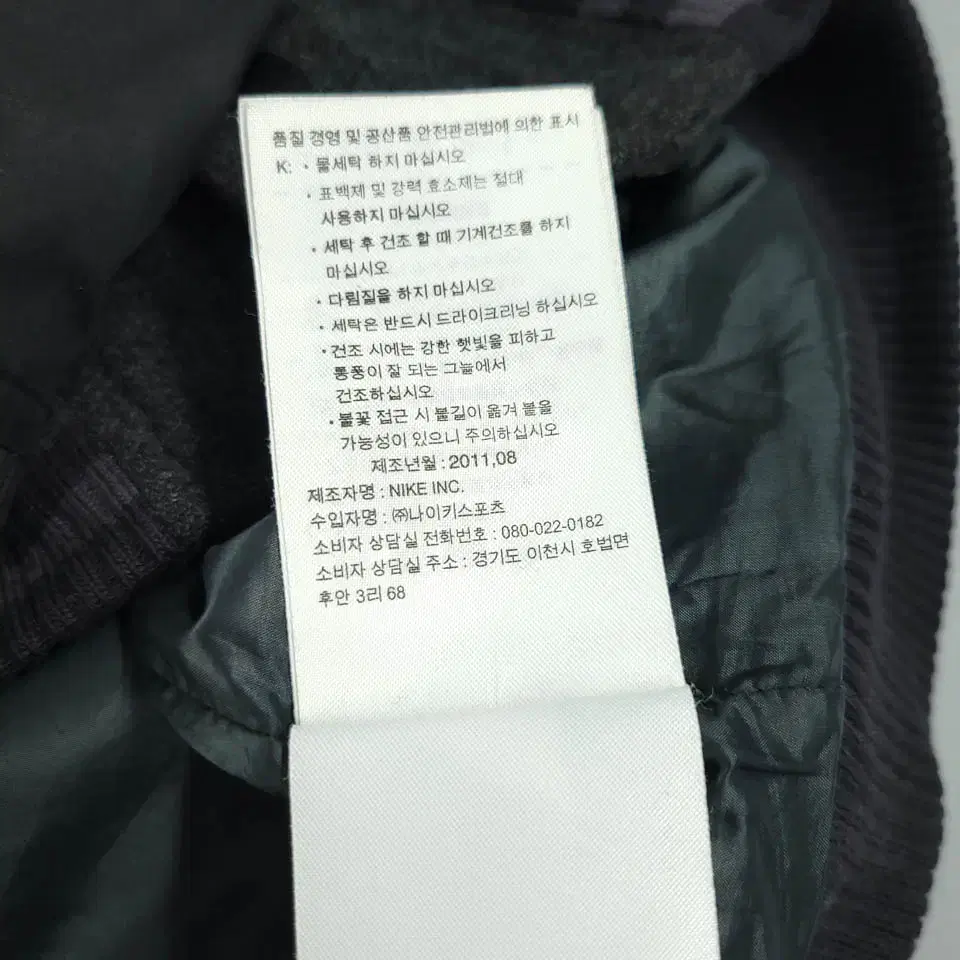 품질 경영 및 공산품 안전관리법에 의한 표시
K: · 물세탁 하지 마십시오
· 표백제 및 강력 효소제는 절대
사용하지 마십시오
· 세탁 후 건조 할 때 기계건조를 하지
마십시오
· 다림질을 하지 마십시오
· 세탁은 반드시 드라이크리닝 하십시오
· 건조 시에는 강한 햇빛을 피하고
통풍이 잘 되는 그늘에서
건조하십시오
· 불꽃 접근 시 불길이 옮겨 붙을
가능성이 있으니 주의하십시오
제조년월 : 2011,08
제조자명 : NIKE INC.
수입자명 : ㈜나이키스포츠
소비자 상담실 전화번호 : 080-022-0182
소비자 상담실 주소 : 경기도 이천시 호법면
후안 3리 68